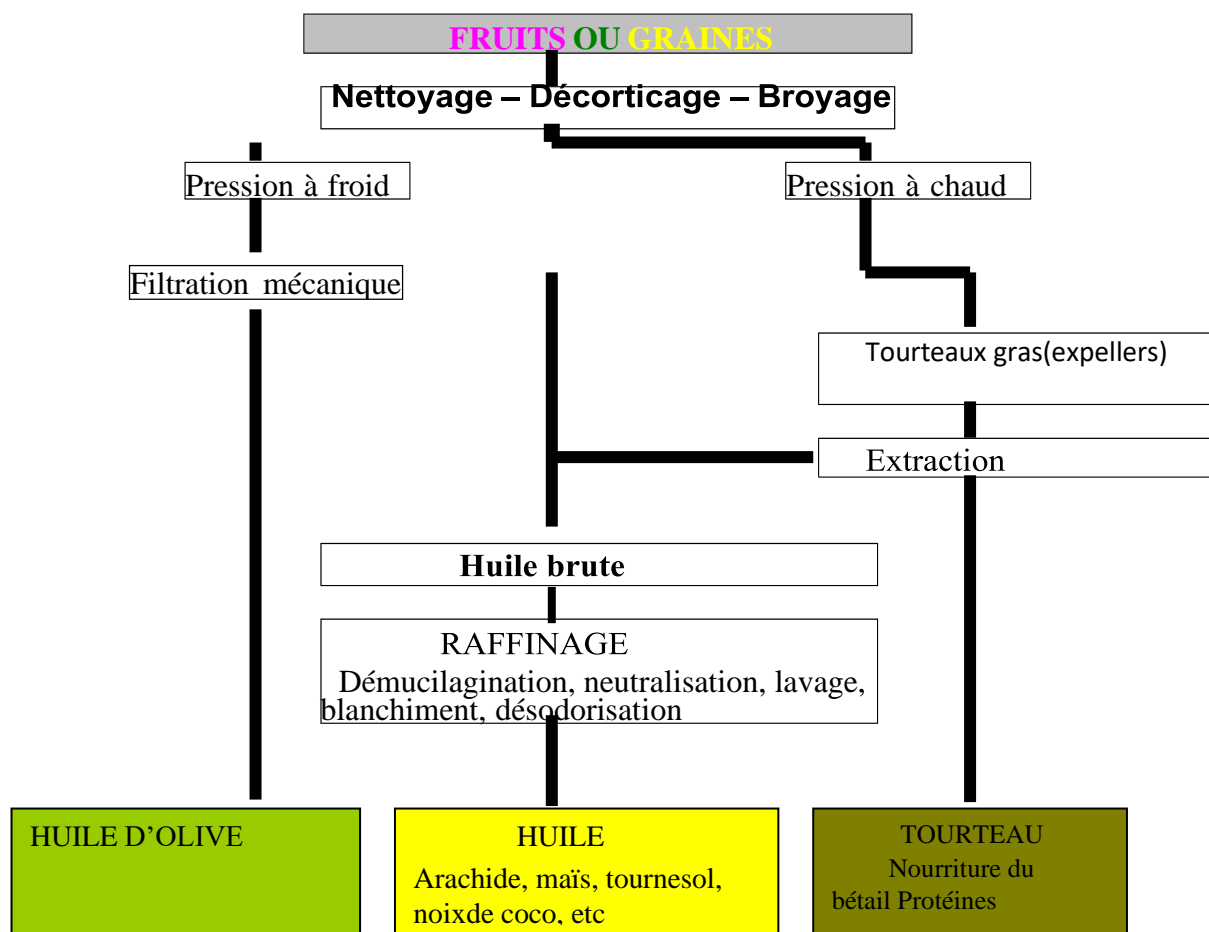 FRUITS OU GRAINES
Nettoyage – Décorticage – Broyage
Pression à froid
Pression à chaud
Filtration mécanique
Tourteaux gras(expellers)
Extraction
Huile brute
RAFFINAGE
Démucilagination, neutralisation, lavage,
blanchiment, désodorisation
HUILE D’OLIVE
HUILE
Arachide, maïs, tournesol,
noixde coco, etc
TOURTEAU
Nourriture du
bétail Protéines